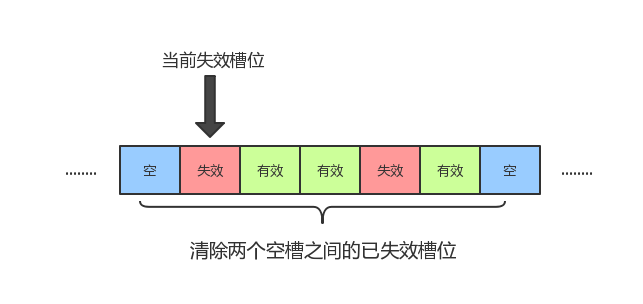 当前失效槽位
........ 空 失效 有效 有效 失效 有效 空 ........
清除两个空槽之间的已失效槽位